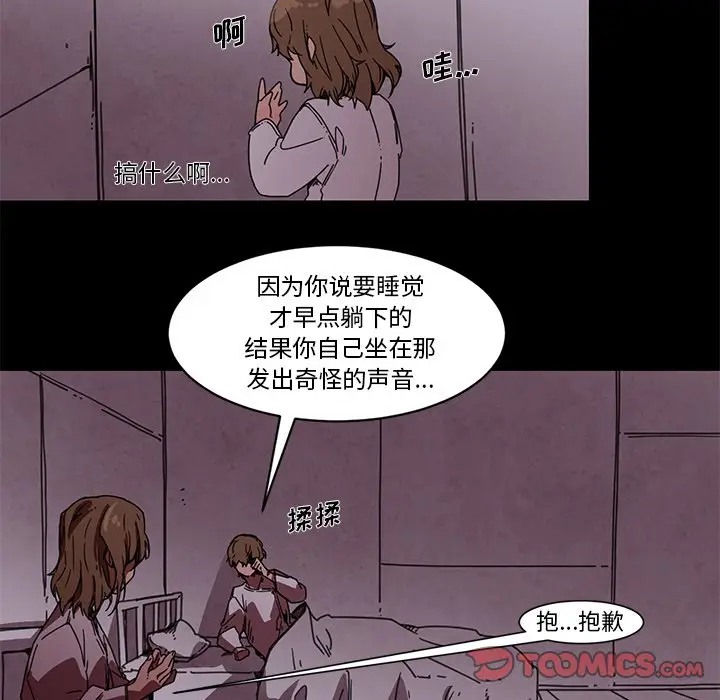 啊
哇...
搞什么啊...
因为你说要睡觉
才早点躺下的
结果你自己坐在那
发出奇怪的声音...
揉揉
抱...抱歉
TOOMICS.COM